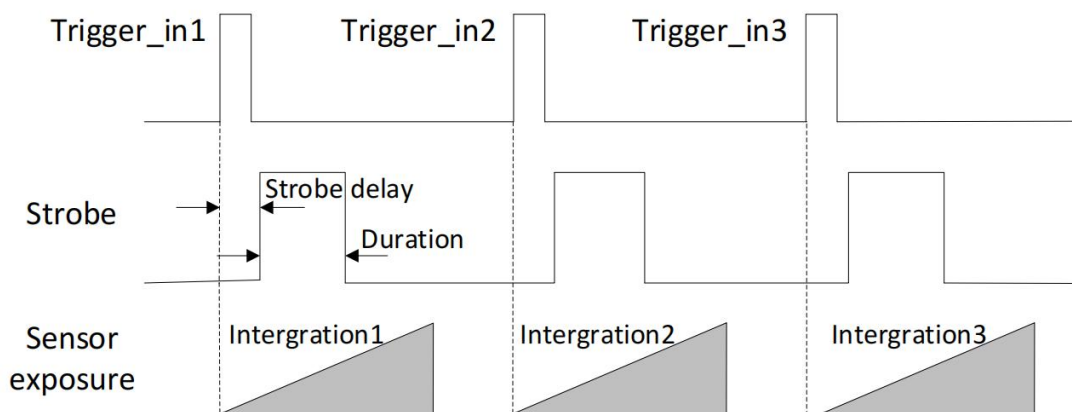 Trigger_in1 Trigger_in2 Trigger_in3
Strobe delay
Strobe
Duration
Intergration1 Intergration2 Intergration3
Sensor
exposure